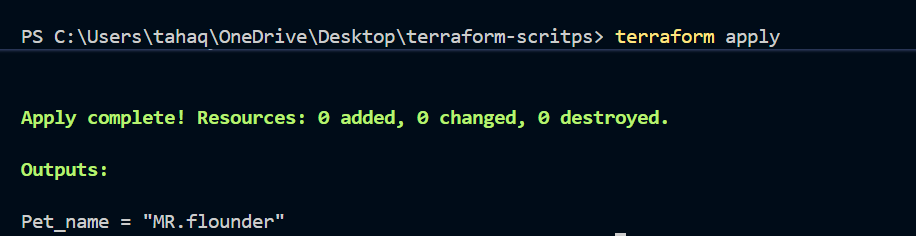 PS C:\Users\tahaq\OneDrive\Desktop\terraform-scritps> terraform apply
Apply complete! Resources: 0 added, 0 changed, 0 destroyed.
Outputs:
Pet_name = "MR.flounder"